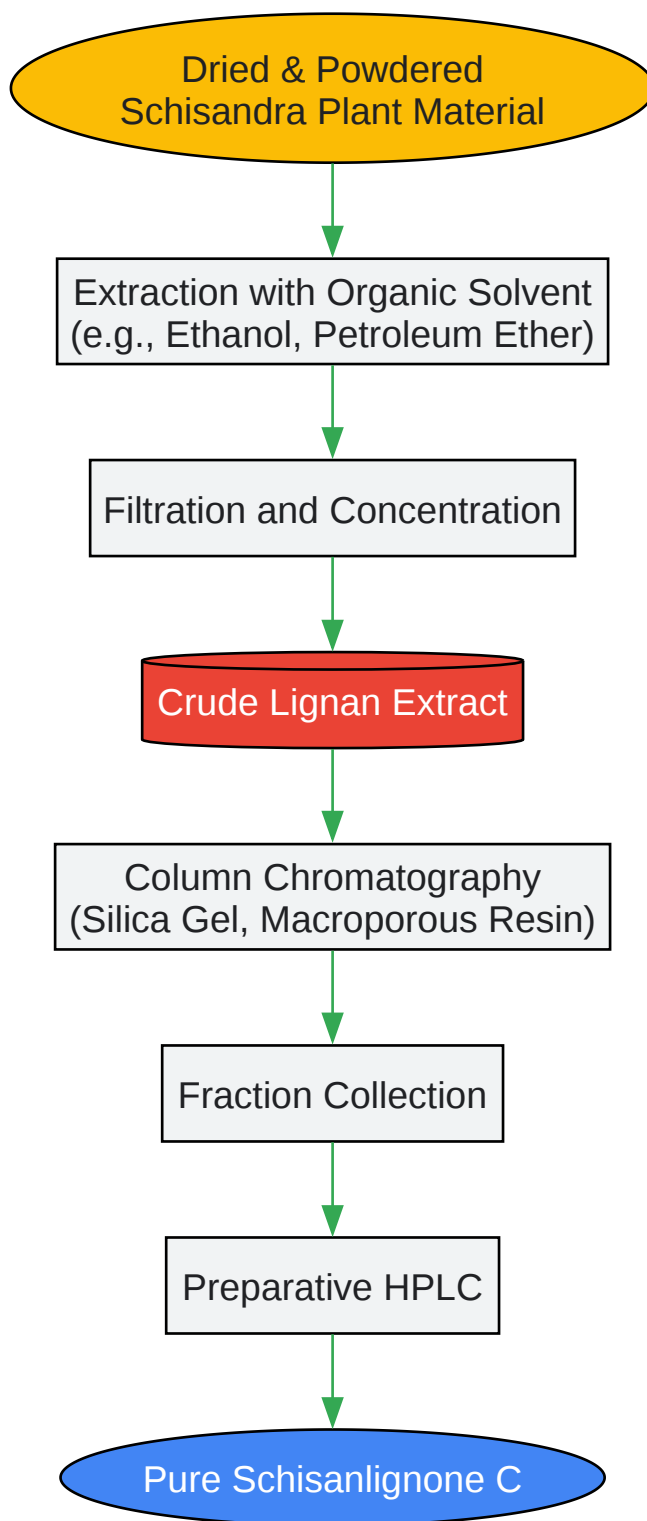 Dried & Powdered
Schisandra Plant Material
Extraction with Organic Solvent
(e.g., Ethanol, Petroleum Ether)
Filtration and Concentration
Crude Lignan Extract
Column Chromatography
(Silica Gel, Macroporous Resin)
Fraction Collection
Preparative HPLC
Pure Schisanlignone C